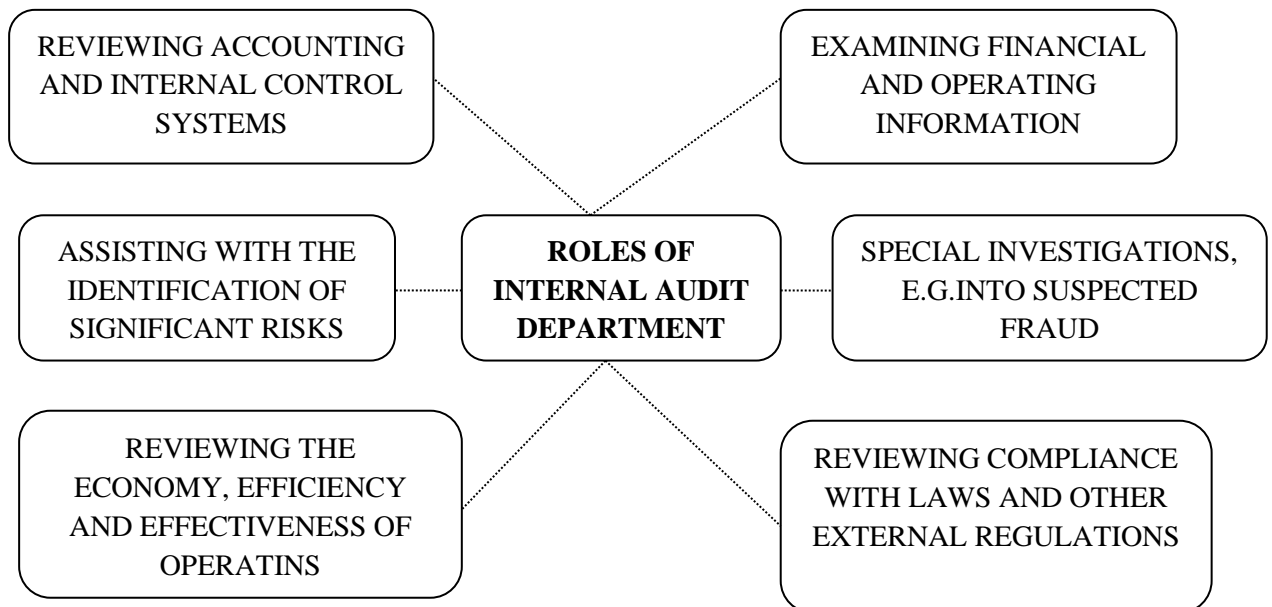 REVIEWING ACCOUNTING
AND INTERNAL CONTROL
SYSTEMS
EXAMINING FINANCIAL
AND OPERATING
INFORMATION
ASSISTING WITH THE
IDENTIFICATION OF
SIGNIFICANT RISKS
ROLES OF
INTERNAL AUDIT
DEPARTMENT
SPECIAL INVESTIGATIONS,
E.G.INTO SUSPECTED
FRAUD
REVIEWING THE
ECONOMY, EFFICIENCY
AND EFFECTIVENESS OF
OPERATINS
REVIEWING COMPLIANCE
WITH LAWS AND OTHER
EXTERNAL REGULATIONS